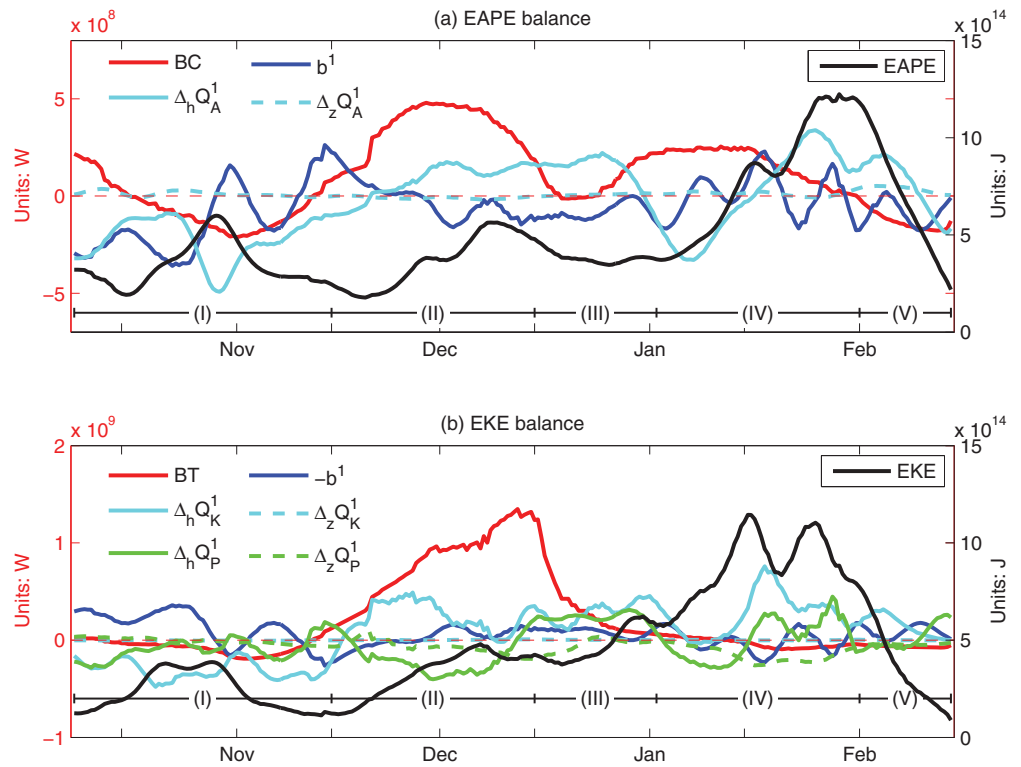 (a) EAPE balance
x 10^8
x 10^14
BC
b^1
Δ_hQ_A^1
Δ_zQ_A^1
EAPE
5
0
−5
Units: W
15
10
5
0
Units: J
(I)
(II)
(III)
(IV)
(V)
Nov
Dec
Jan
Feb
(b) EKE balance
x 10^9
x 10^14
BT
−b^1
Δ_hQ_K^1
Δ_zQ_K^1
Δ_hQ_P^1
Δ_zQ_P^1
EKE
2
1
0
−1
Units: W
15
10
5
0
Units: J
(I)
(II)
(III)
(IV)
(V)
Nov
Dec
Jan
Feb